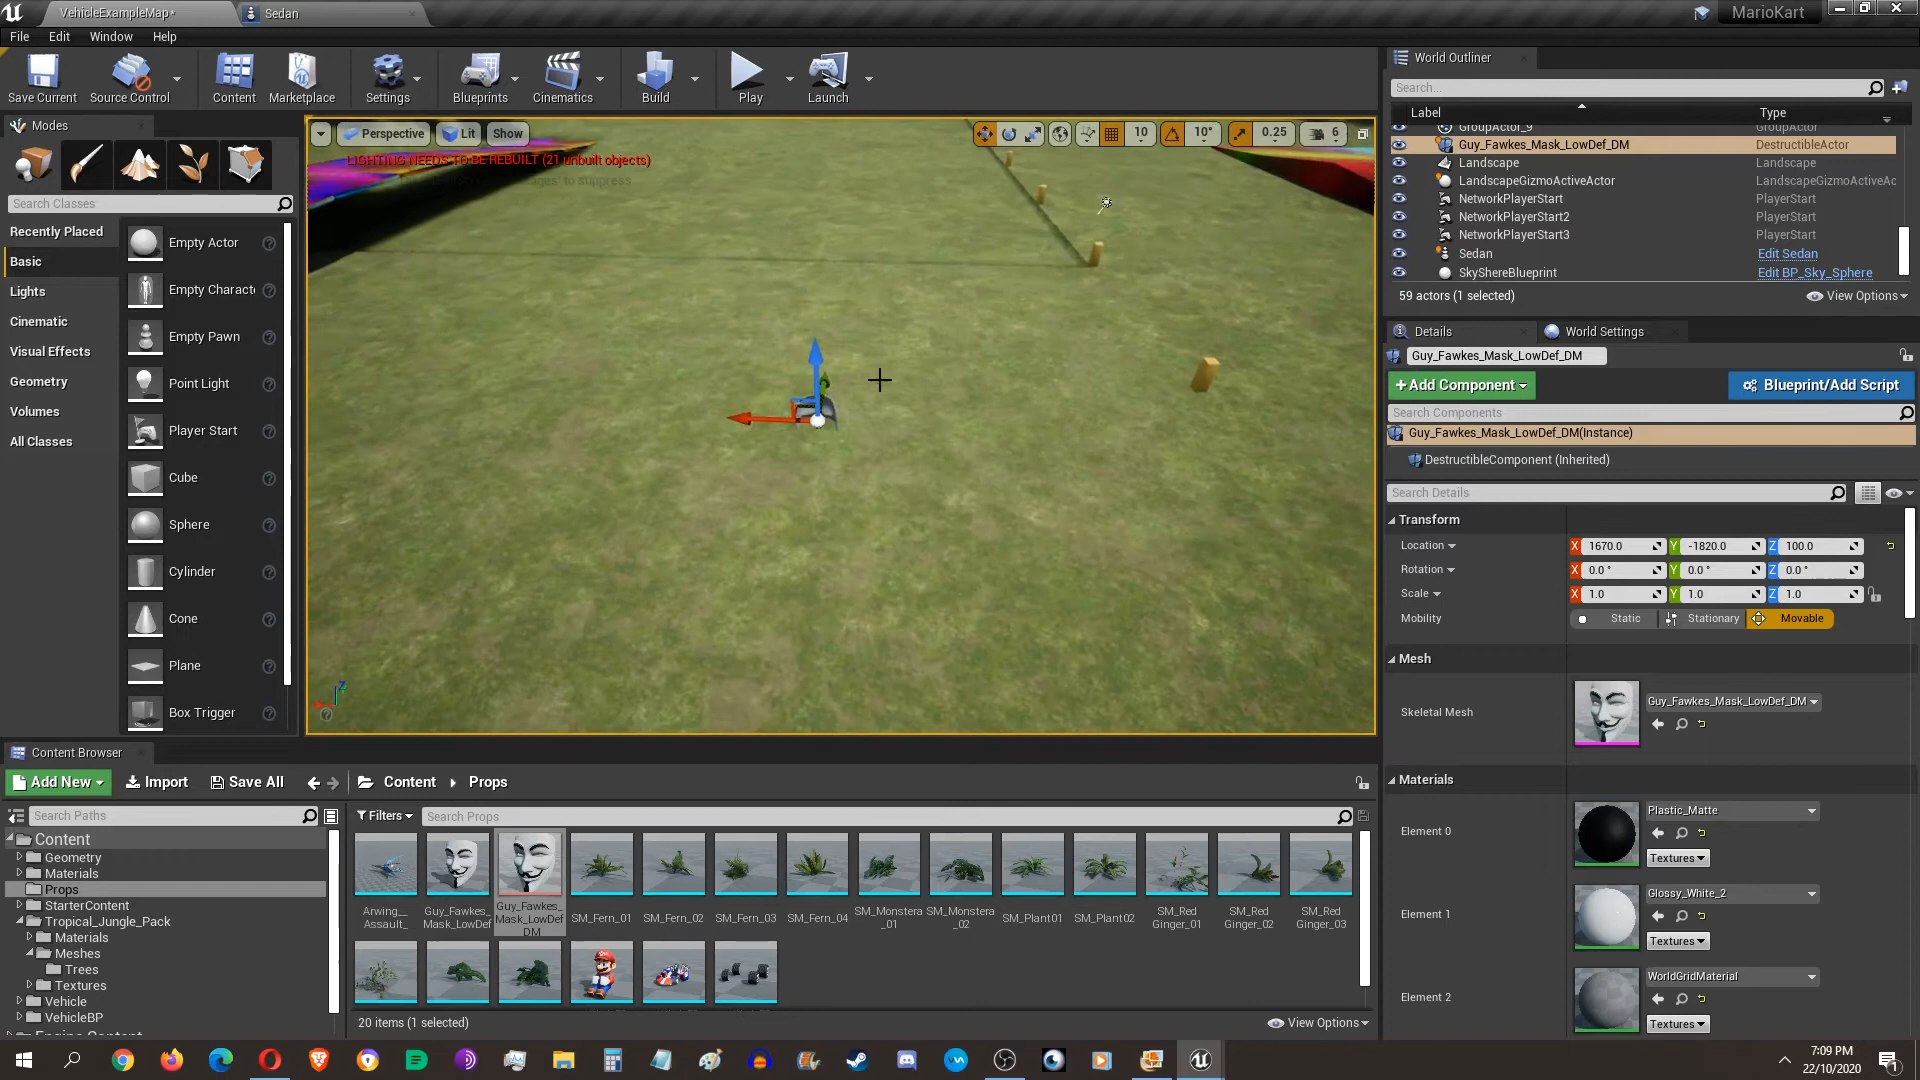 VehicleExampleMap*
Sedan
MarioKart
File
Edit
Window
Help
Save Current
Source Control
Content
Marketplace
Settings
Blueprints
Cinematics
Build
Play
Launch
Modes
Search Classes
Recently Placed
Basic
Lights
Cinematic
Visual Effects
Geometry
Volumes
All Classes
Empty Actor
Empty Charact
Empty Pawn
Point Light
Player Start
Cube
Sphere
Cylinder
Cone
Plane
Box Trigger
Perspective
Lit
Show
10
10°
0.25
6
LIGHTING NEEDS TO BE REBUILT (21 unbuilt objects)
to suppress
World Outliner
Search...
Label
Type
GroupActor_9
GroupActor
Guy_Fawkes_Mask_LowDef_DM
DestructibleActor
Landscape
Landscape
LandscapeGizmoActiveActor
LandscapeGizmoActiveAc
NetworkPlayerStart
PlayerStart
NetworkPlayerStart2
PlayerStart
NetworkPlayerStart3
PlayerStart
Sedan
Edit Sedan
SkyShereBlueprint
Edit BP_Sky_Sphere
59 actors (1 selected)
View Options
Details
World Settings
Guy_Fawkes_Mask_LowDef_DM
+Add Component
Blueprint/Add Script
Search Components
Guy_Fawkes_Mask_LowDef_DM(Instance)
DestructibleComponent (Inherited)
Search Details
Transform
Location
X 1670.0
Y -1820.0
Z 100.0
Rotation
X 0.0 °
Y 0.0 °
Z 0.0 °
Scale
X 1.0
Y 1.0
Z 1.0
Mobility
Static
Stationary
Movable
Mesh
Skeletal Mesh
Guy_Fawkes_Mask_LowDef_DM
Materials
Element 0
Plastic_Matte
Textures
Element 1
Glossy_White_2
Textures
Element 2
WorldGridMaterial
Textures
Content Browser
Add New
Import
Save All
Content
Props
Search Paths
Filters
Search Props
Content
Geometry
Materials
Props
StarterContent
Tropical_Jungle_Pack
Materials
Meshes
Trees
Textures
Vehicle
VehicleBP
Engine Content
Arwing__
Assault_
Guy_Fawkes_
Mask_LowDef
Guy_Fawkes_
Mask_LowDef
DM
SM_Fern_01
SM_Fern_02
SM_Fern_03
SM_Fern_04
SM_Monstera
_01
SM_Monstera
_02
SM_Plant01
SM_Plant02
SM_Red
Ginger_01
SM_Red
Ginger_02
SM_Red
Ginger_03
20 items (1 selected)
View Options
7:09 PM
22/10/2020
1